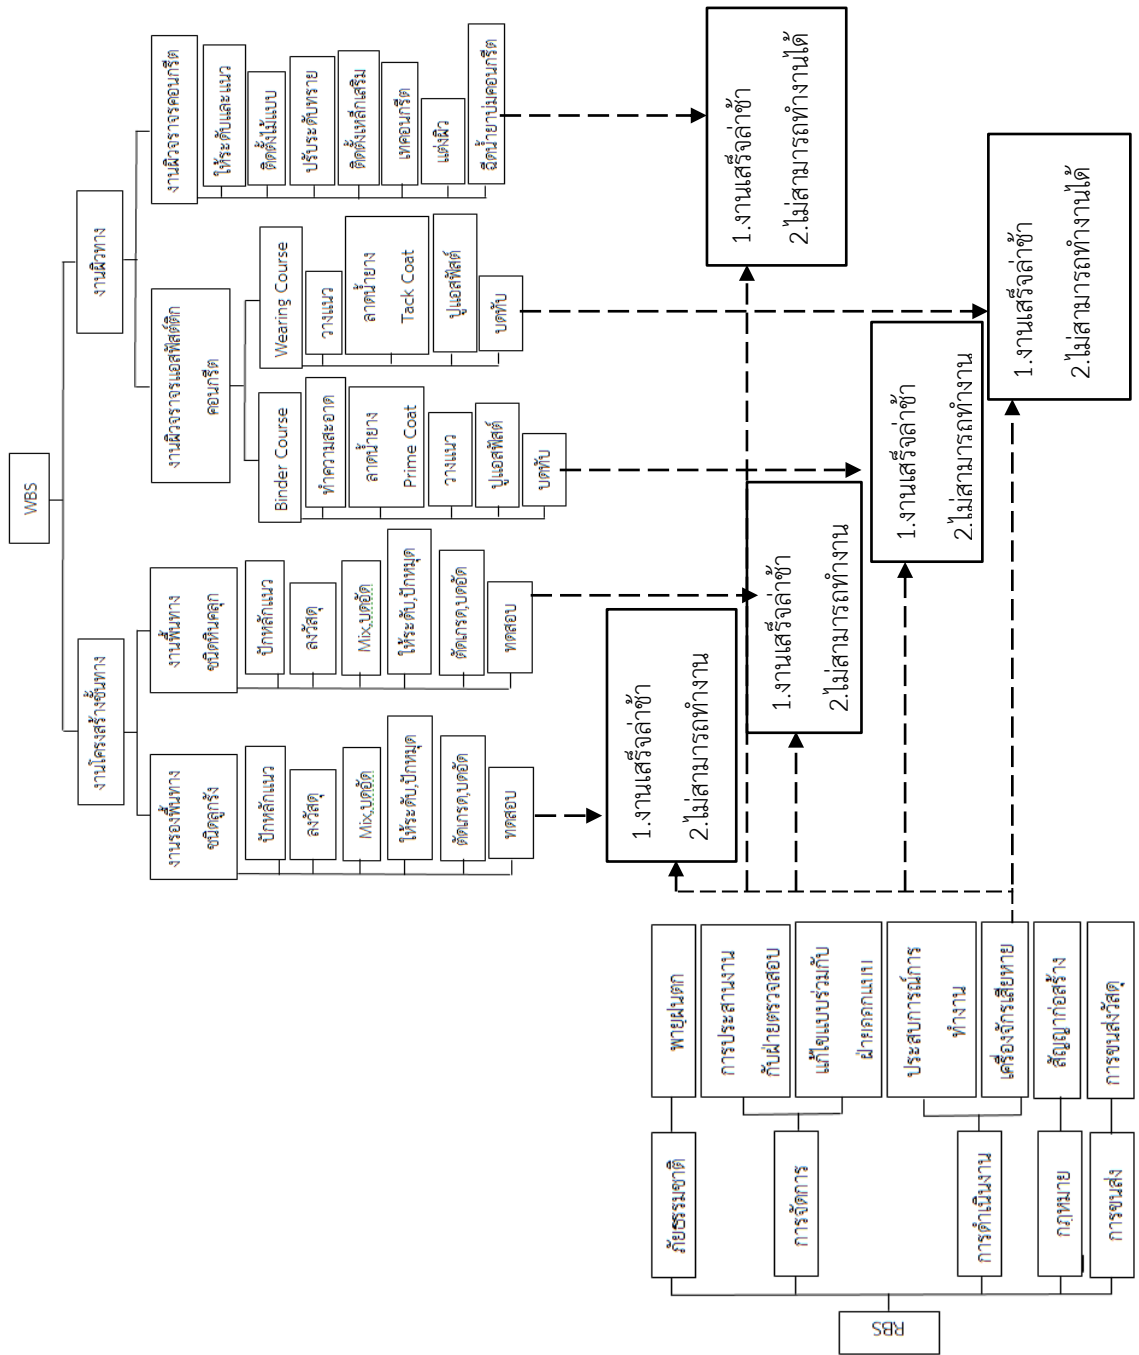 WBS
งานโครงสร้างชั้นทาง
งานผิวทาง
งานรองพื้นทาง
ชนิดลูกรัง
ปักหลักแนว
ลงวัสดุ
Mix,บดอัด
ให้ระดับ,ปักหมุด
ตัดเกรด,บดอัด
ทดสอบ
งานพื้นทาง
ชนิดหินคลุก
ปักหลักแนว
ลงวัสดุ
Mix,บดอัด
ให้ระดับ,ปักหมุด
ตัดเกรด,บดอัด
ทดสอบ
งานผิวจราจรแอสฟัลต์ติก
คอนกรีต
Binder Course
ทำความสะอาด
ลาดน้ำยาง
Prime Coat
วางแนว
ปูแอสฟัสต์
บดทับ
Wearing Course
วางแนว
ลาดน้ำยาง
Tack Coat
ปูแอสฟัสต์
บดทับ
งานผิวจราจรคอนกรีต
ให้ระดับและแนว
ติดตั้งไม้แบบ
ปรับระดับทราย
ติดตั้งเหล็กเสริม
เทคอนกรีต
แต่งผิว
ฉีดน้ำยาบ่มคอนกรีต
RBS
ภัยธรรมชาติ
พายุฝนตก
การจัดการ
การประสานงาน
กับฝ่ายตรวจสอบ
แก้ไขแบบร่วมกับ
ฝ่ายออกแบบ
การดำเนินงาน
ประสบการณ์การ
ทำงาน
เครื่องจักรเสียหาย
กฎหมาย
สัญญาก่อสร้าง
การขนส่ง
การขนส่งวัสดุ
1.งานเสร็จล่าช้า
2.ไม่สามารถทำงาน
1.งานเสร็จล่าช้า
2.ไม่สามารถทำงาน
1.งานเสร็จล่าช้า
2.ไม่สามารถทำงาน
1.งานเสร็จล่าช้า
2.ไม่สามารถทำงานได้
1.งานเสร็จล่าช้า
2.ไม่สามารถทำงานได้